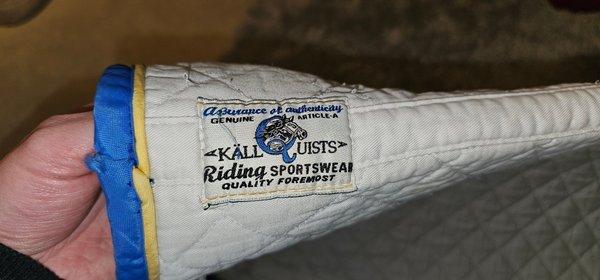 Assurance of authenticity
GENUINE ARTICLE-A
KÄLL QUISTS
Riding SPORTSWEAR
QUALITY FOREMOST